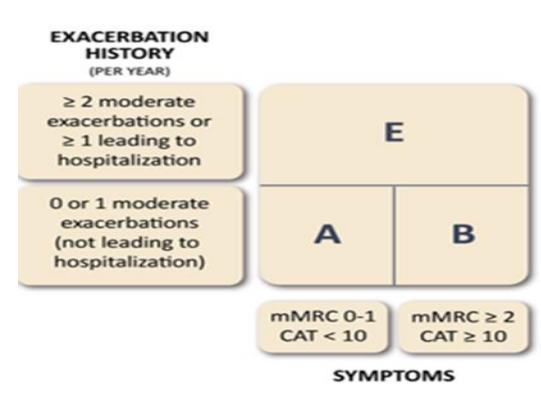 EXACERBATION
HISTORY
(PER YEAR)
≥ 2 moderate
exacerbations or
≥ 1 leading to
hospitalization
E
0 or 1 moderate
exacerbations
(not leading to
hospitalization)
A
B
mMRC 0-1
CAT < 10
mMRC ≥ 2
CAT ≥ 10
SYMPTOMS